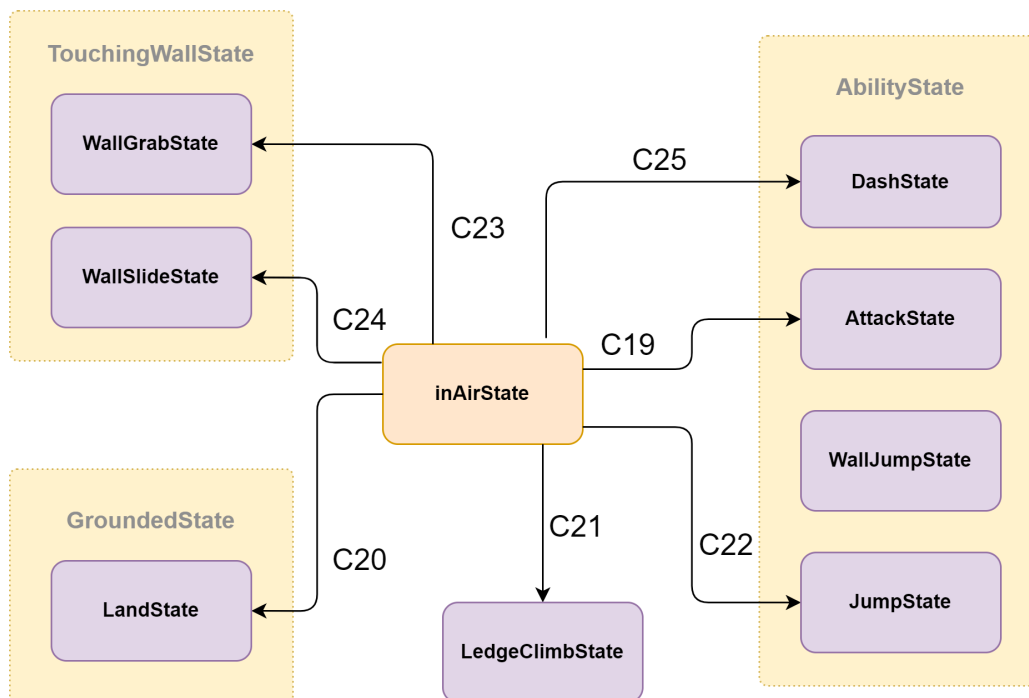 TouchingWallState
WallGrabState
WallSlideState
C23
C24
GroundedState
LandState
C20
inAirState
C21
LedgeClimbState
AbilityState
C25
DashState
C19
AttackState
WallJumpState
C22
JumpState